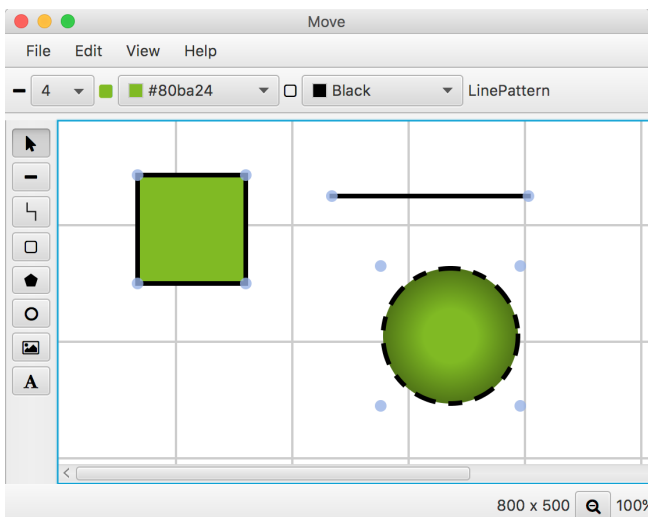 Move
File Edit View Help
4 #80ba24 Black LinePattern
A
800 x 500 100%